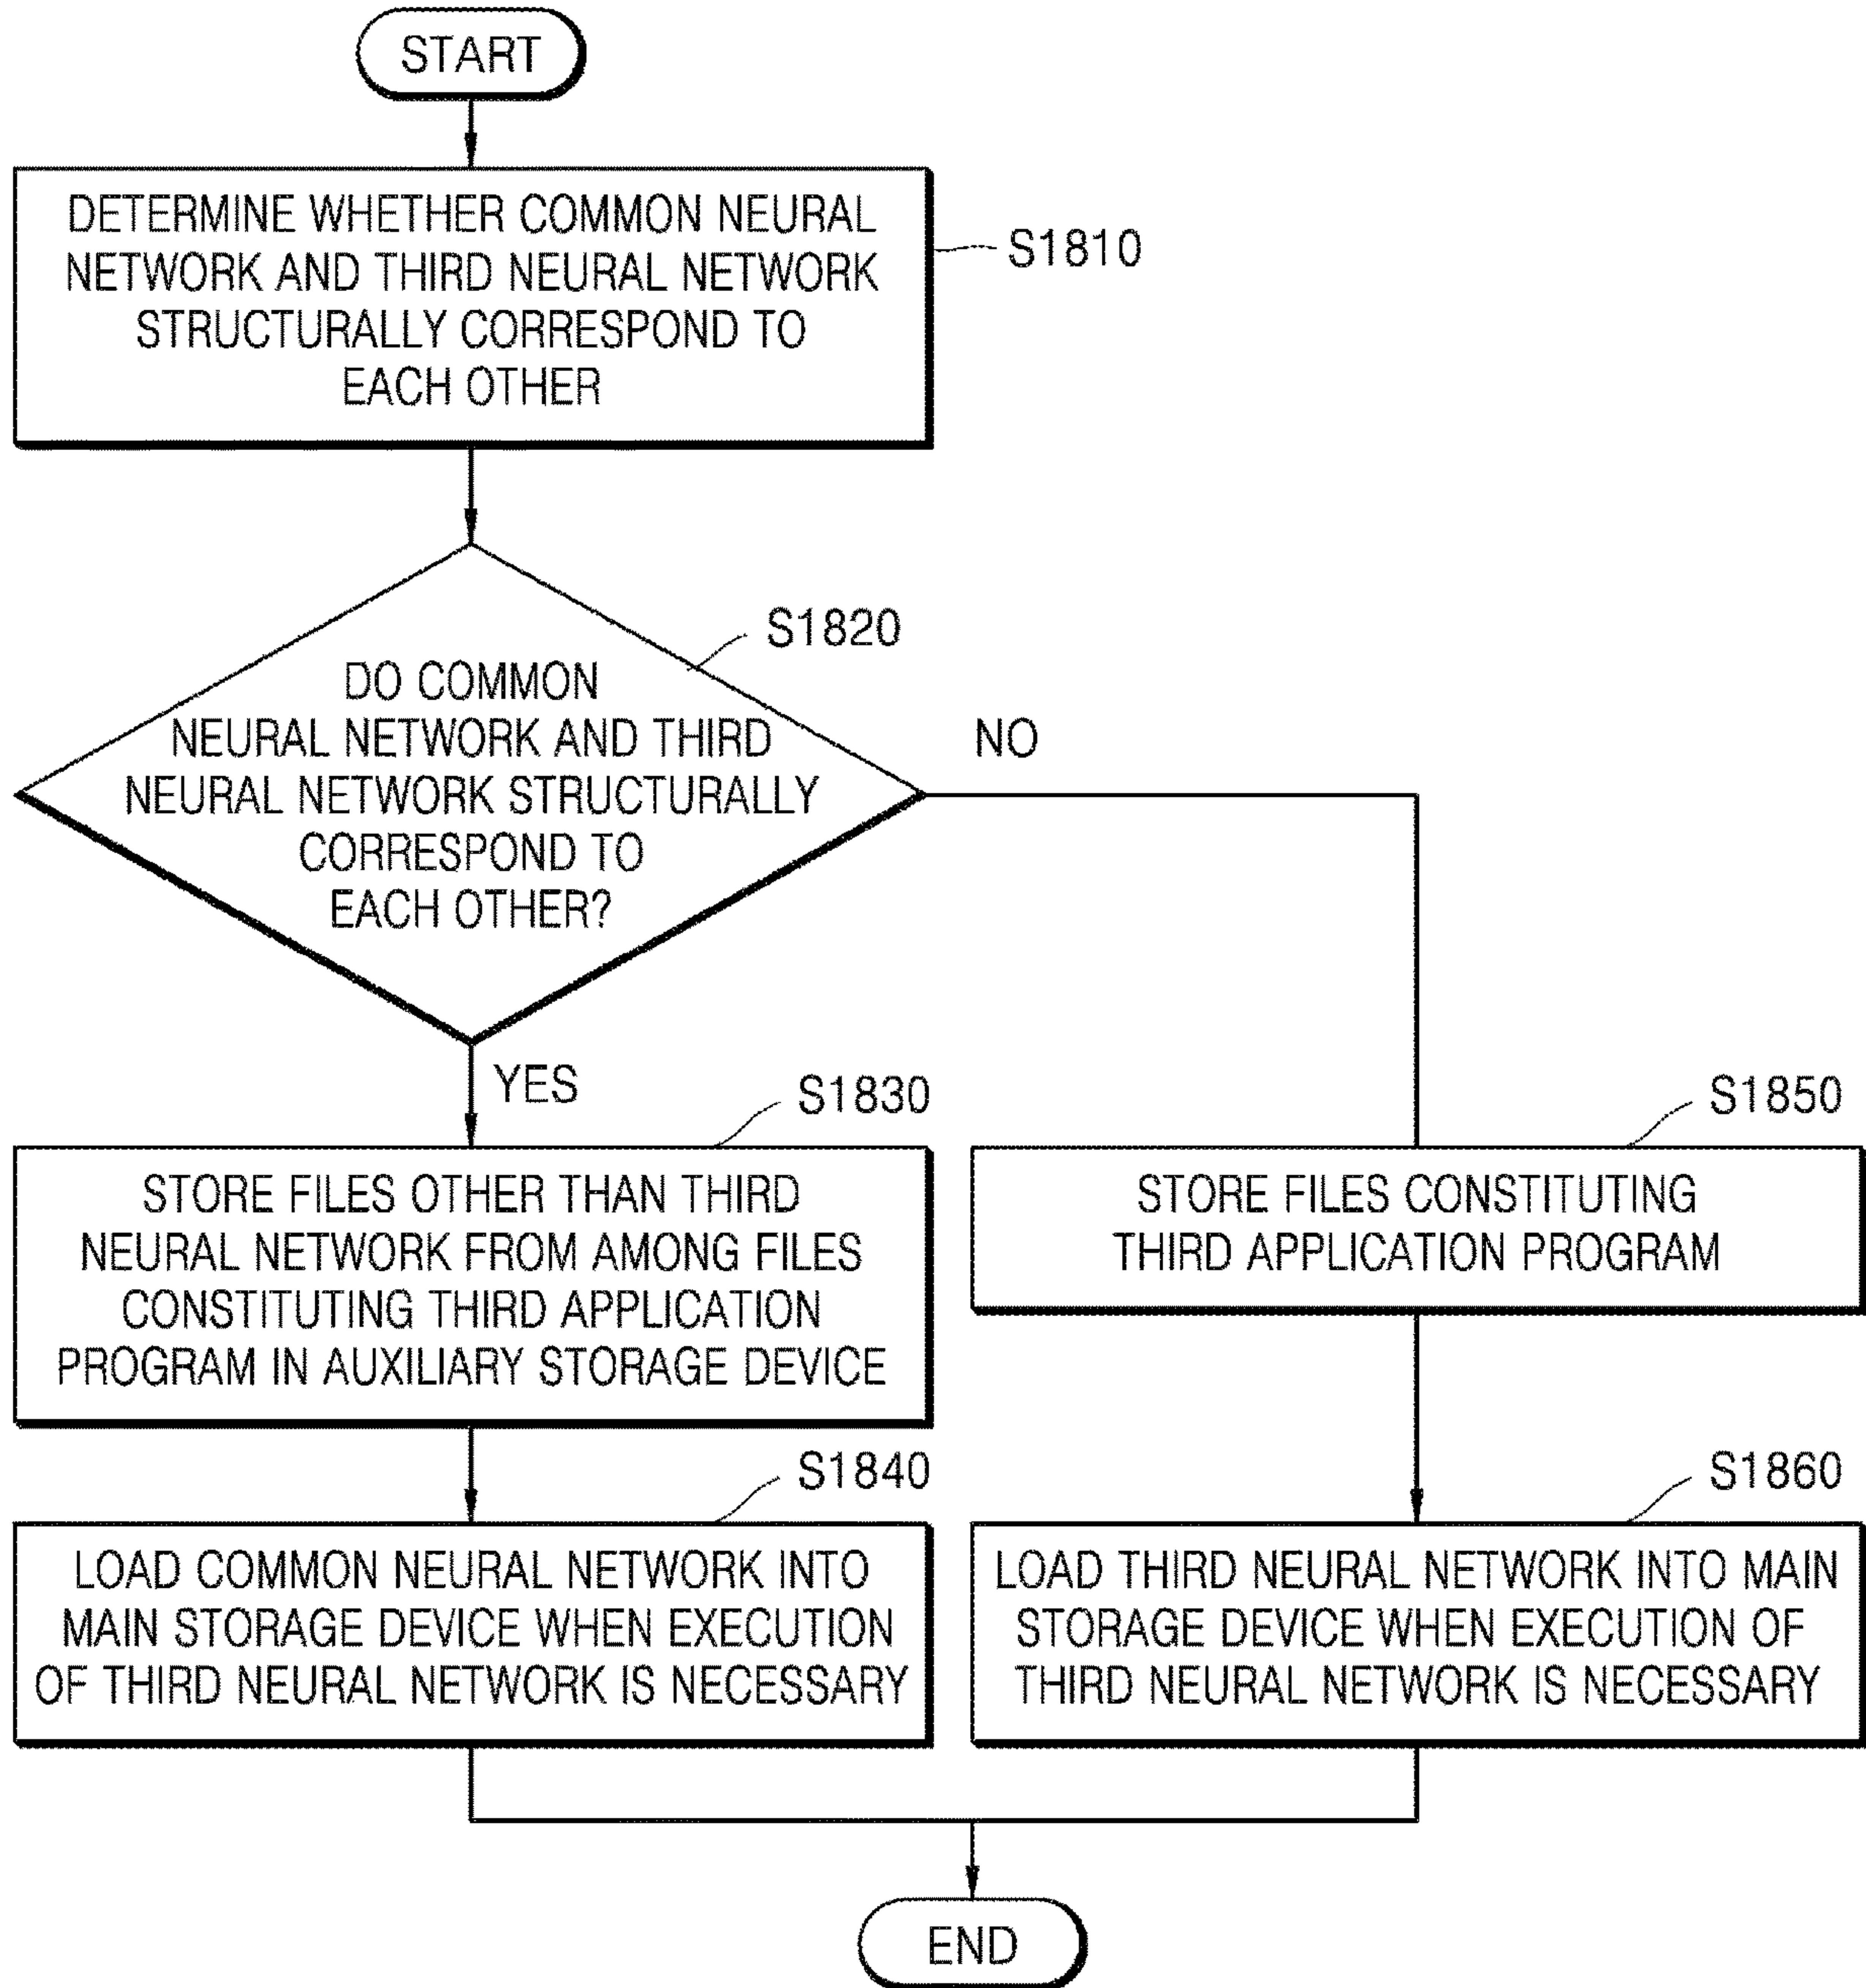 START
DETERMINE WHETHER COMMON NEURAL
NETWORK AND THIRD NEURAL NETWORK
STRUCTURALLY CORRESPOND TO
EACH OTHER
S1810
S1820
DO COMMON
NEURAL NETWORK AND THIRD
NEURAL NETWORK STRUCTURALLY
CORRESPOND TO
EACH OTHER?
NO
YES
S1830
STORE FILES OTHER THAN THIRD
NEURAL NETWORK FROM AMONG FILES
CONSTITUTING THIRD APPLICATION
PROGRAM IN AUXILIARY STORAGE DEVICE
S1850
STORE FILES CONSTITUTING
THIRD APPLICATION PROGRAM
S1840
LOAD COMMON NEURAL NETWORK INTO
MAIN STORAGE DEVICE WHEN EXECUTION
OF THIRD NEURAL NETWORK IS NECESSARY
S1860
LOAD THIRD NEURAL NETWORK INTO MAIN
STORAGE DEVICE WHEN EXECUTION OF
THIRD NEURAL NETWORK IS NECESSARY
END